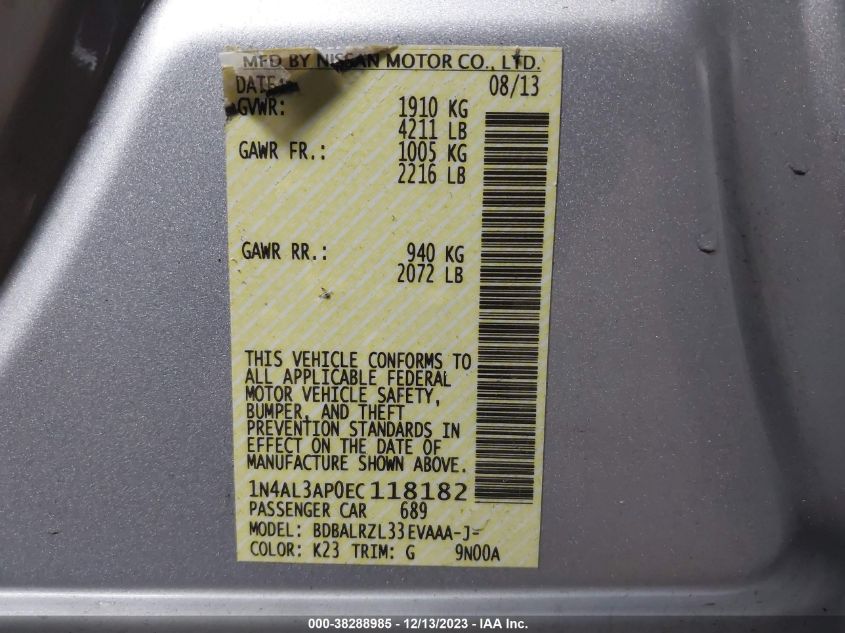 MFD BY NISSAN MOTOR CO., LTD.
DATE: 08/13
GVWR: 1910 KG
4211 LB
GAWR FR.: 1005 KG
2216 LB
GAWR RR.: 940 KG
2072 LB
THIS VEHICLE CONFORMS TO
ALL APPLICABLE FEDERAL
MOTOR VEHICLE SAFETY,
BUMPER, AND THEFT
PREVENTION STANDARDS IN
EFFECT ON THE DATE OF
MANUFACTURE SHOWN ABOVE.
1N4AL3AP0EC118182
PASSENGER CAR 689
MODEL: BDBALRZL33EVAAA-J-
COLOR: K23 TRIM: G 9N00A
000-38288985 - 12/13/2023 - IAA Inc.